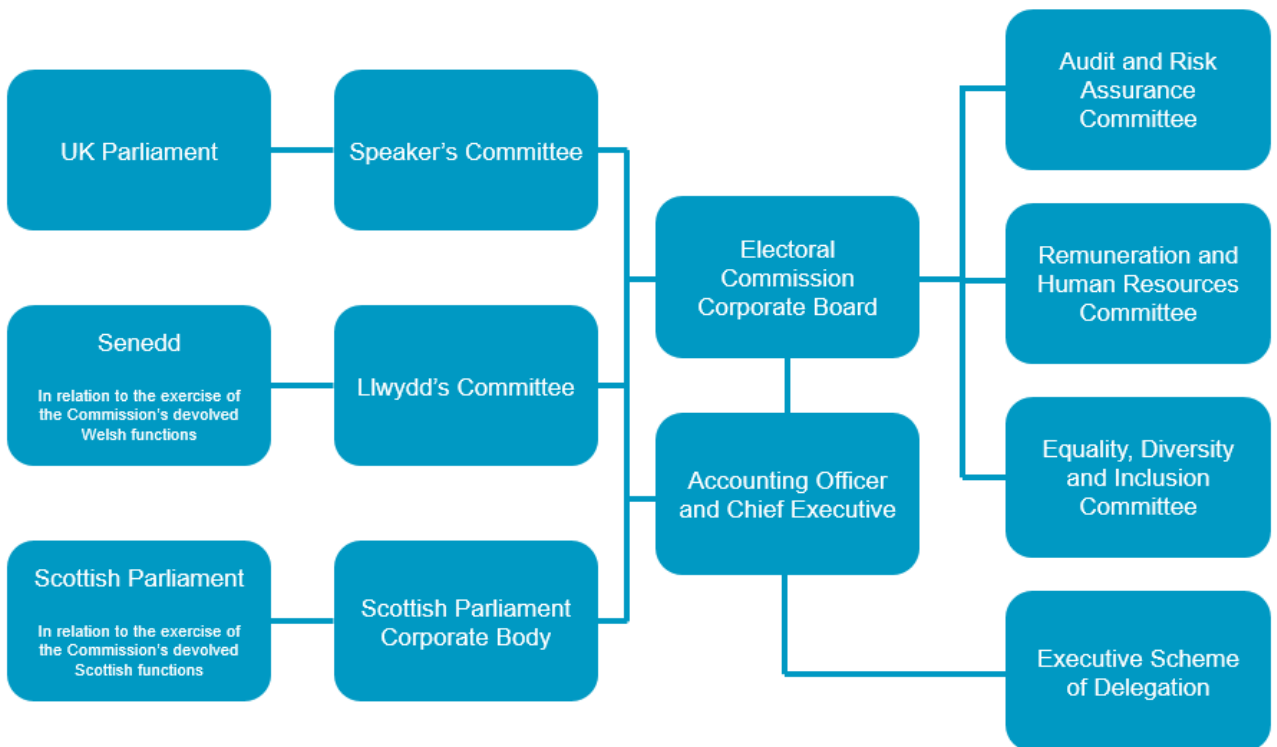 UK Parliament
Speaker's Committee
Senedd
In relation to the exercise of
the Commission's devolved
Welsh functions
Llwydd's Committee
Scottish Parliament
In relation to the exercise of
the Commission's devolved
Scottish functions
Scottish Parliament
Corporate Body
Electoral
Commission
Corporate Board
Accounting Officer
and Chief Executive
Audit and Risk
Assurance
Committee
Remuneration and
Human Resources
Committee
Equality, Diversity
and Inclusion
Committee
Executive Scheme
of Delegation